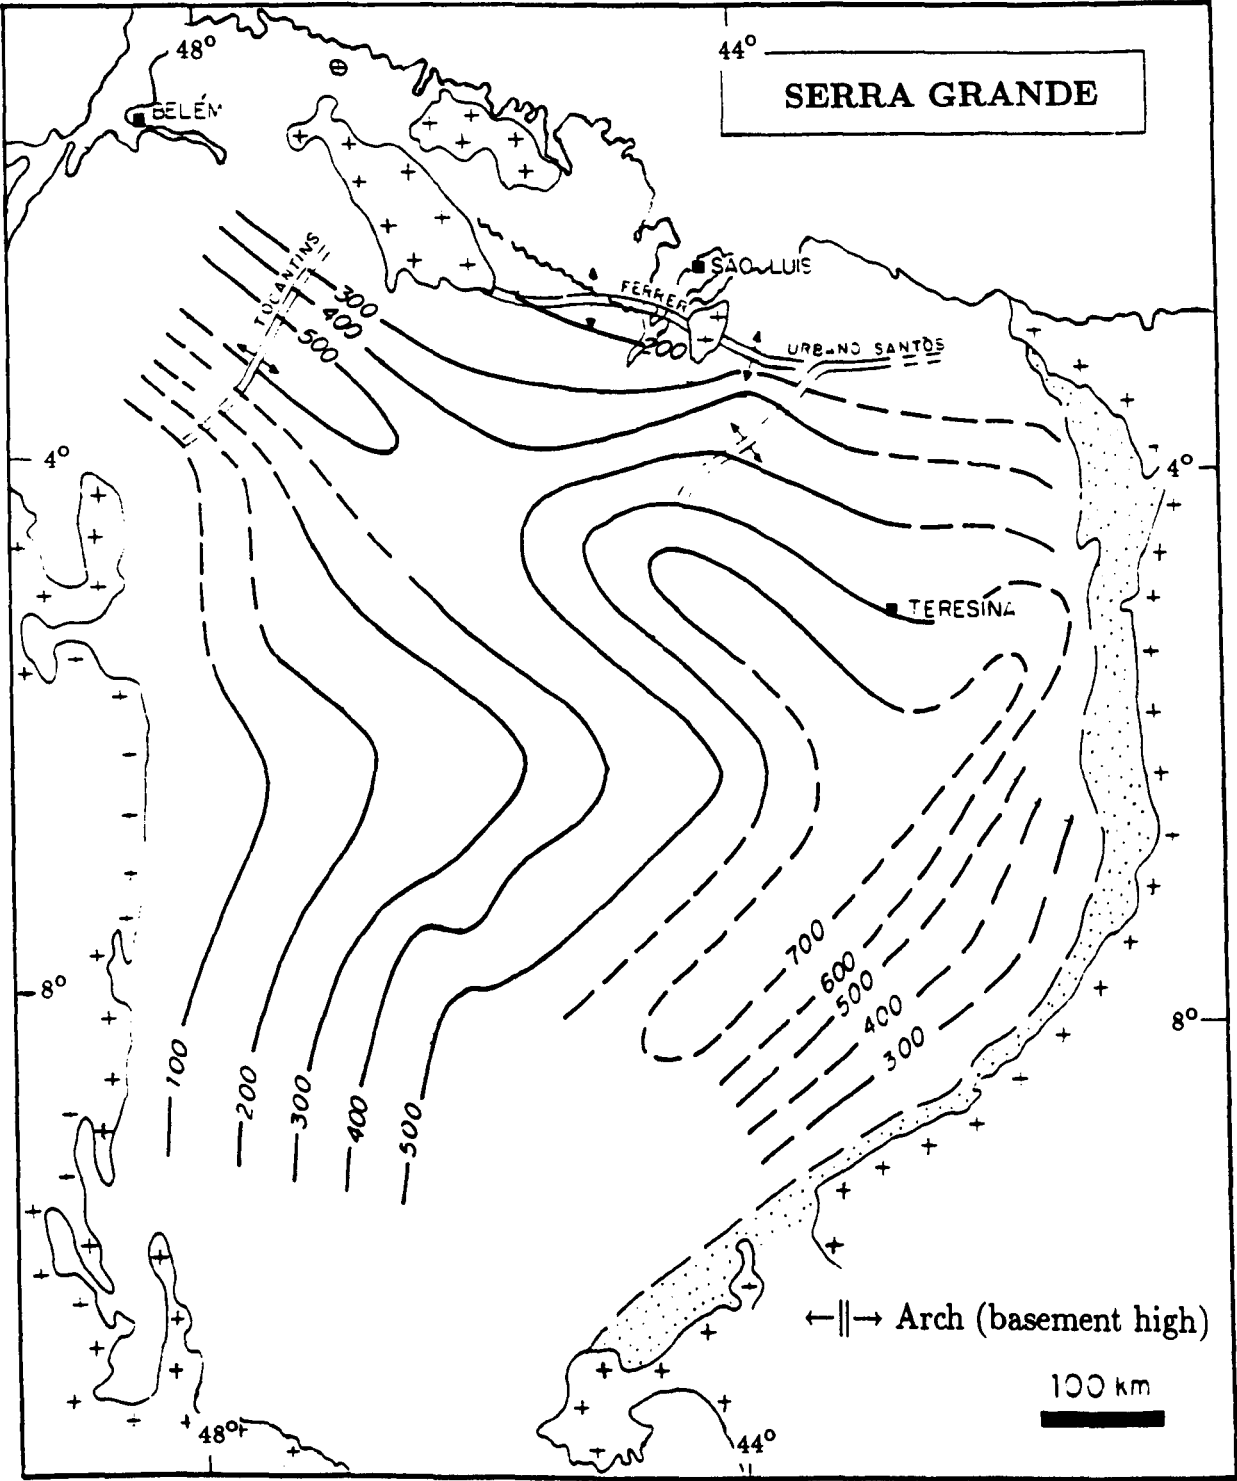 48°
44°
SERRA GRANDE
BELÉM
TOCANTINS
SÃO LUIS
FERRER
300
400
500
200
URBANO SANTOS
4°
4°
TERESINA
700
600
500
400
300
8°
8°
100
200
300
400
500
←||→ Arch (basement high)
100 km
48°
44°